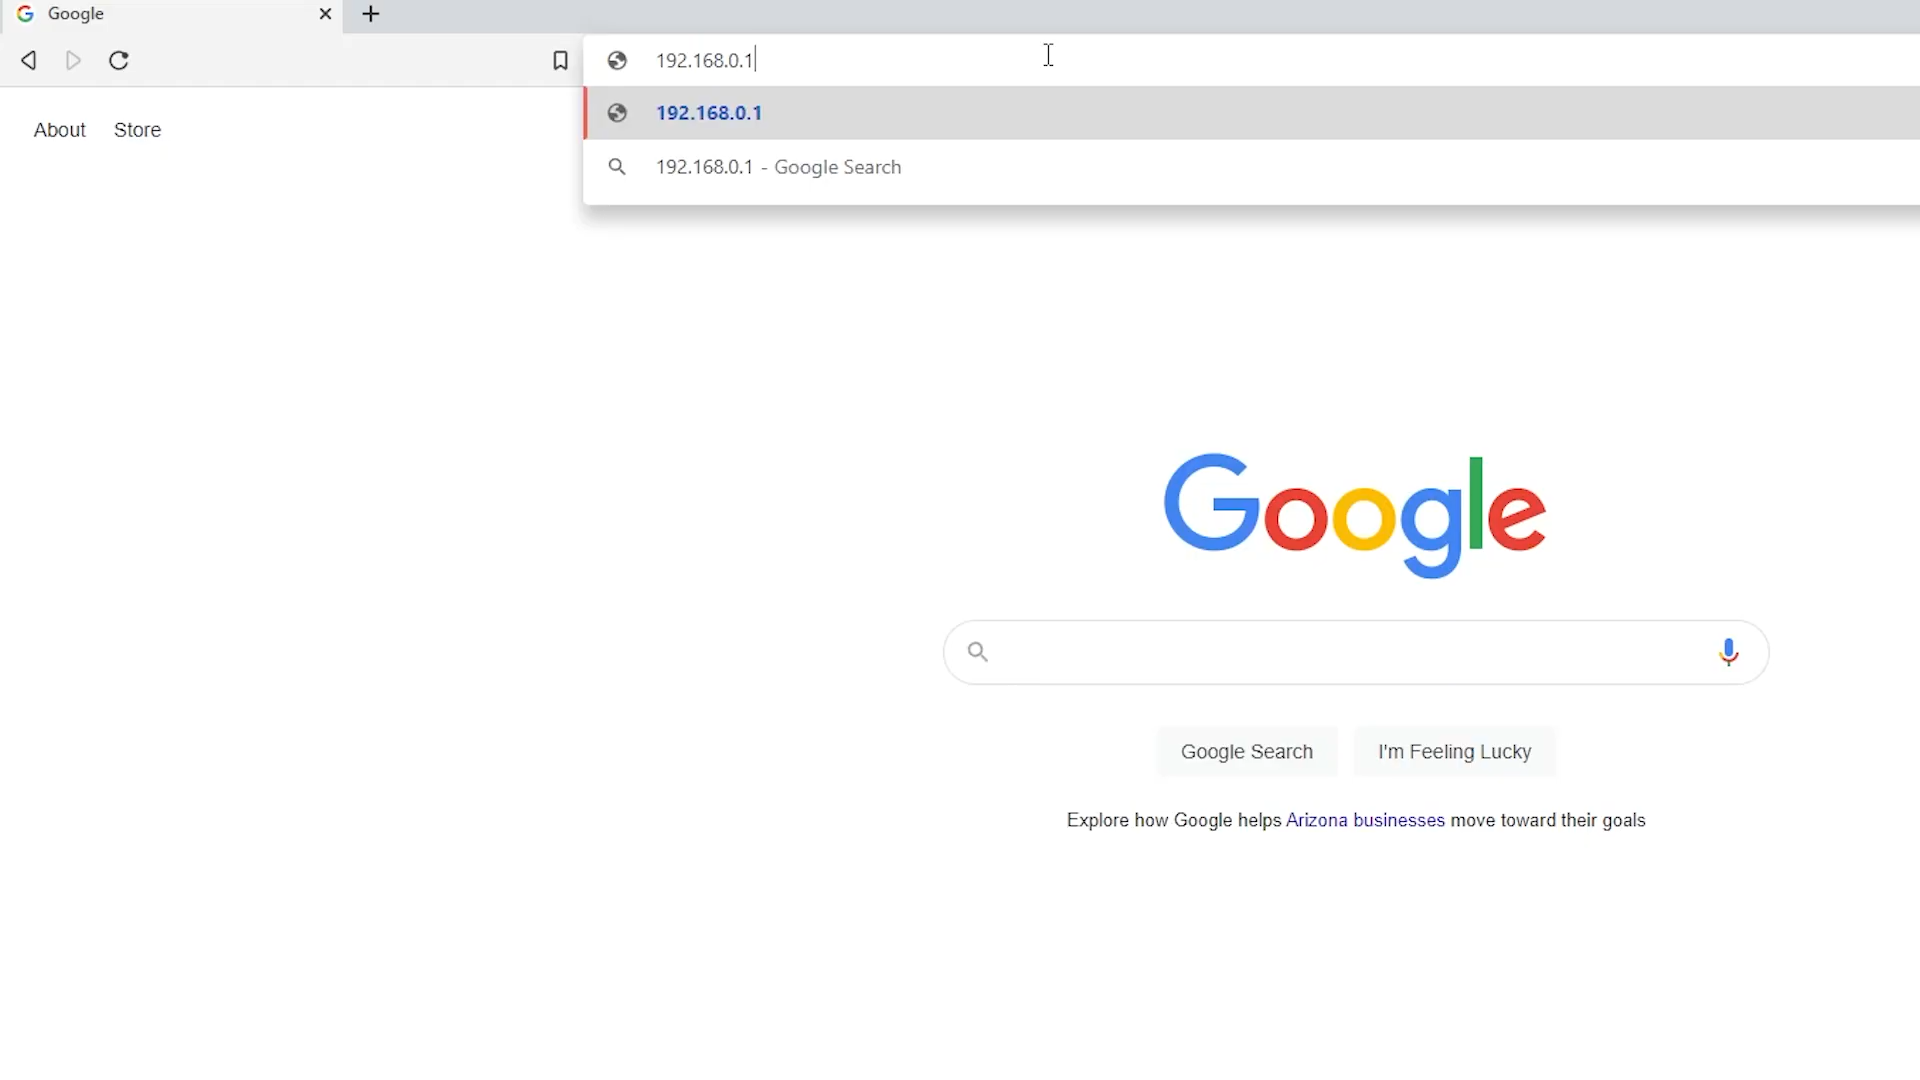 Google
192.168.0.1
192.168.0.1
192.168.0.1 - Google Search
About Store
Google
Google Search I'm Feeling Lucky
Explore how Google helps Arizona businesses move toward their goals